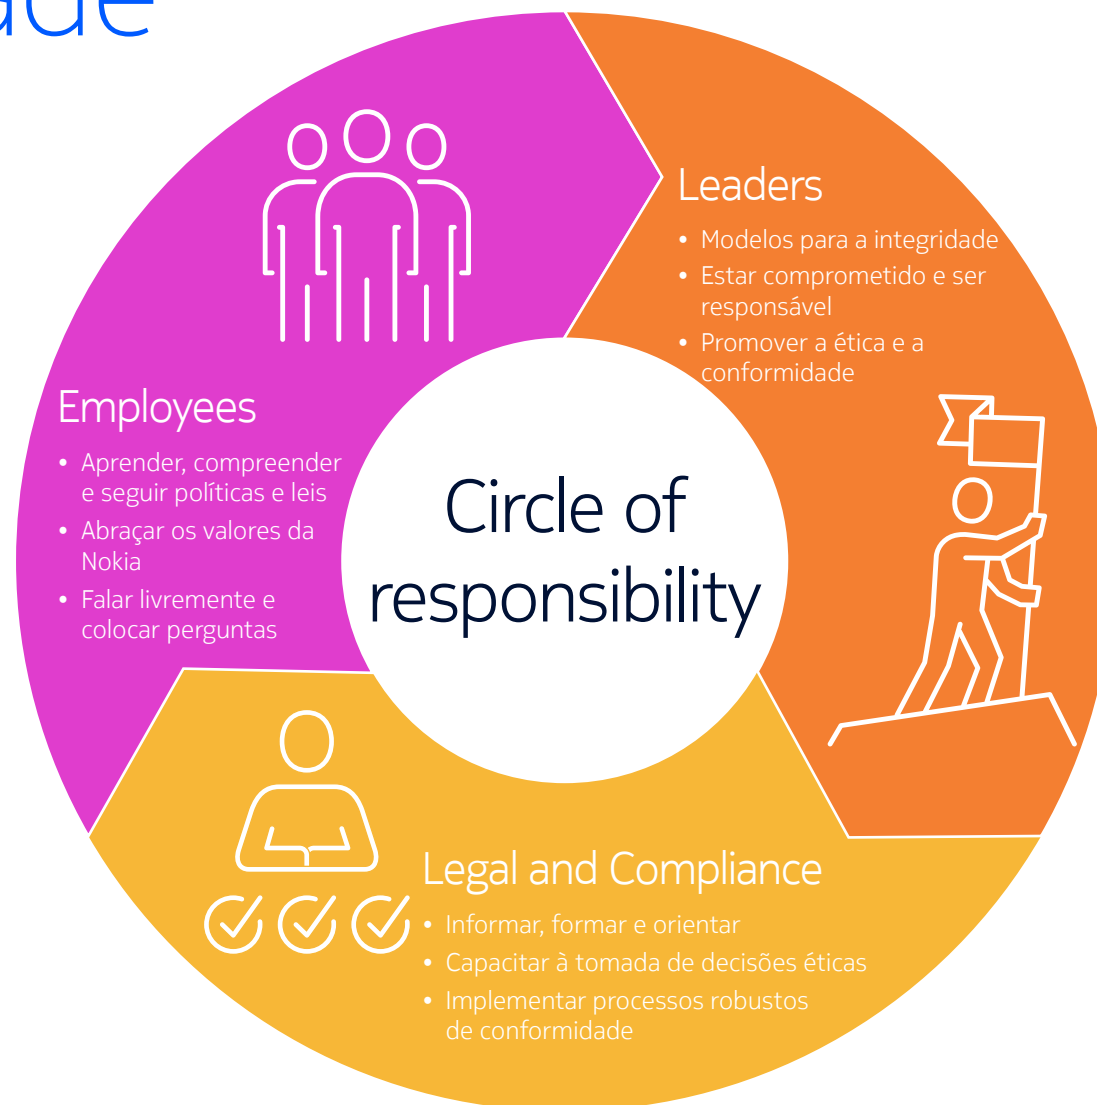 Leaders
• Modelos para a integridade
• Estar comprometido e ser
responsável
• Promover a ética e a
conformidade
Employees
• Aprender, compreender
e seguir políticas e leis
• Abraçar os valores da
Nokia
• Falar livremente e
colocar perguntas
Circle of
responsibility
Legal and Compliance
• Informar, formar e orientar
• Capacitar à tomada de decisões éticas
• Implementar processos robustos
de conformidade